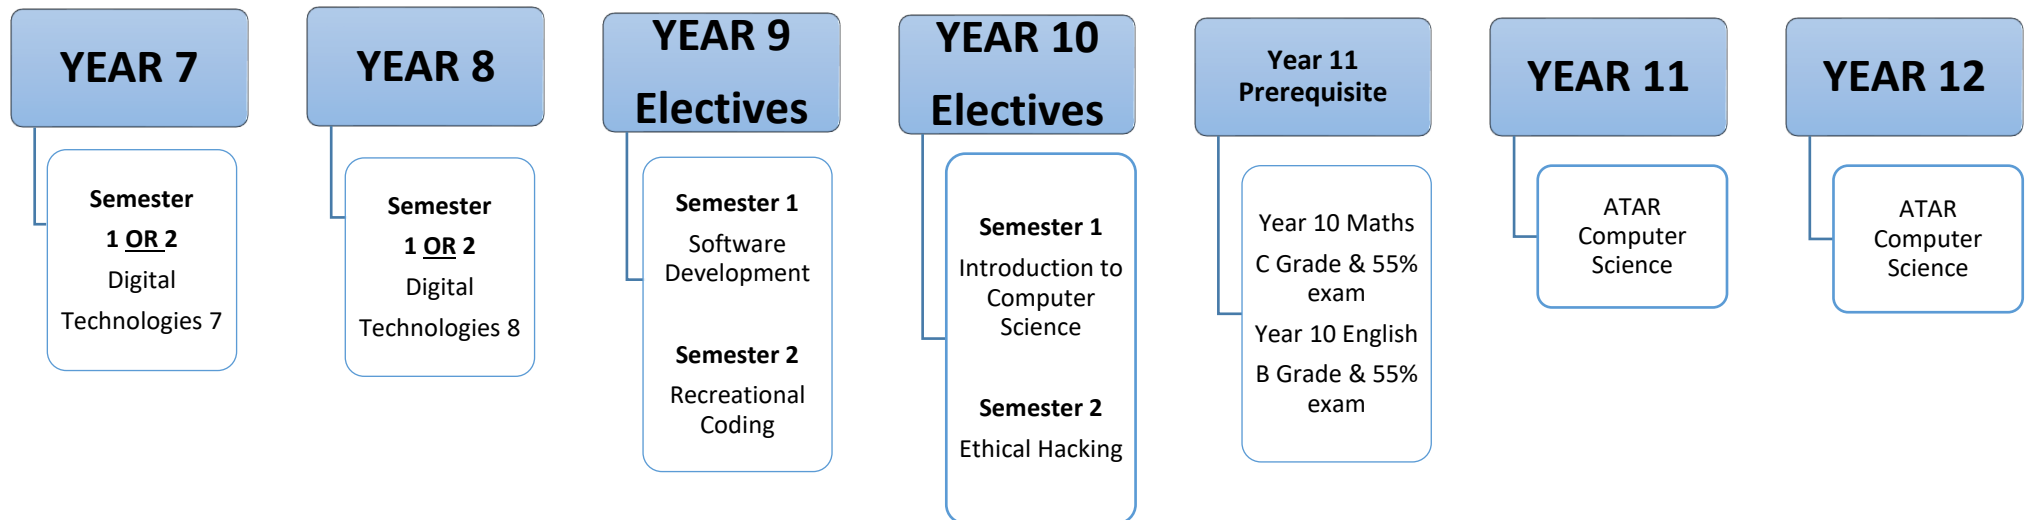 YEAR 7
Semester
1 OR 2
Digital
Technologies 7
YEAR 8
Semester
1 OR 2
Digital
Technologies 8
YEAR 9
Electives
Semester 1
Software
Development
Semester 2
Recreational
Coding
YEAR 10
Electives
Semester 1
Introduction to
Computer
Science
Semester 2
Ethical Hacking
Year 11
Prerequisite
Year 10 Maths
C Grade & 55%
exam
Year 10 English
B Grade & 55%
exam
YEAR 11
ATAR
Computer
Science
YEAR 12
ATAR
Computer
Science